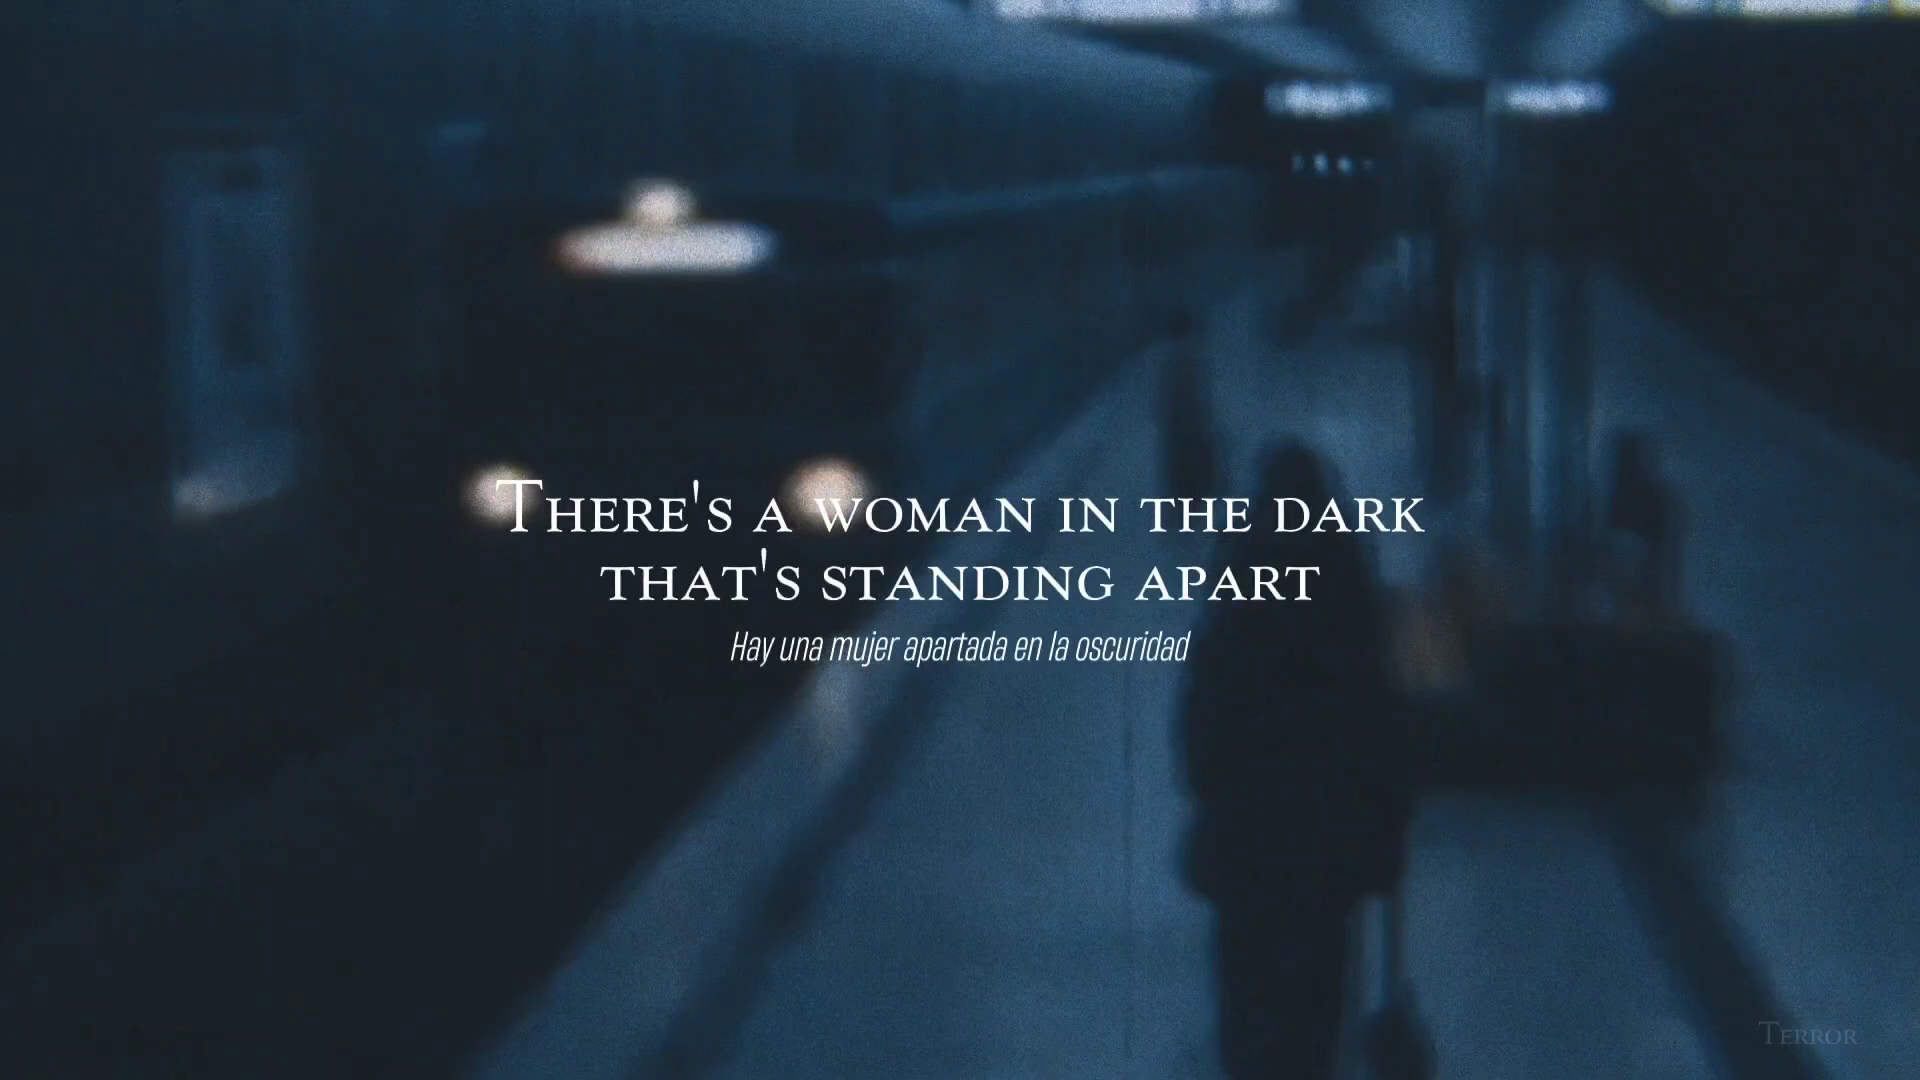 There's a woman in the dark
that's standing apart
Hay una mujer apartada en la oscuridad
Terror